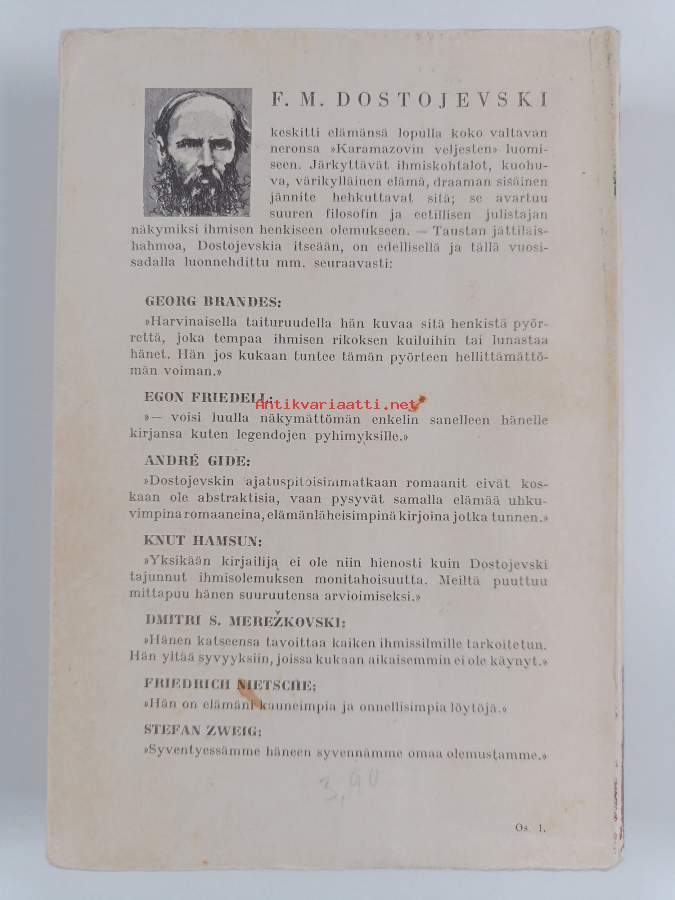 F. M. DOSTOJEVSKI
keskitti elämänsä lopulla koko valtavan
neronsa »Karamazovin veljesten» luomi-
seen. Järkyttävät ihmiskohtalot, kuohu-
va, värikylläinen elämä, draaman sisäinen
jännite hehkuttavat sitä; se avartuu
suuren filosofin ja eetillisen julistajan
näkymiksi ihmisen henkiseen olemukseen. — Taustan jättiläis-
hahmoa, Dostojevskia itseään, on edellisellä ja tällä vuosi-
sadalla luonnehdittu mm. seuraavasti:
GEORG BRANDES:
»Harvinaisella taituruudella hän kuvaa sitä henkistä pyör-
rettä, joka tempaa ihmisen rikoksen kuiluihin tai lunastaa
hänet. Hän jos kukaan tuntee tämän pyörteen hellittämättö-
män voiman.»
EGON FRIEDELL:
Antikvariaatti.net
»— voisi luulla näkymättömän enkelin sanelleen hänelle
kirjansa kuten legendojen pyhimyksille.»
ANDRÉ GIDE:
»Dostojevskin ajatuspitoisimmatkaan romaanit eivät kos-
kaan ole abstraktisia, vaan pysyvät samalla elämää uhku-
vimpina romaaneina, elämänläheisimpinä kirjoina jotka tunnen.»
KNUT HAMSUN:
»Yksikään kirjailija ei ole niin hienosti kuin Dostojevski
tajunnut ihmisolemuksen monitahoisuutta. Meiltä puuttuu
mittapuu hänen suuruutensa arvioimiseksi.»
DMITRI S. MEREŽKOVSKI:
»Hänen katseensa tavoittaa kaiken ihmissilmille tarkoitetun.
Hän yltää syvyyksiin, joissa kukaan aikaisemmin ei ole käynyt.»
FRIEDRICH NIETSCHE:
»Hän on elämäni kauneimpia ja onnellisimpia löytöjä.»
STEFAN ZWEIG:
»Syventyessämme häneen syvennämme omaa olemustamme.»
3,90
Os. 1.